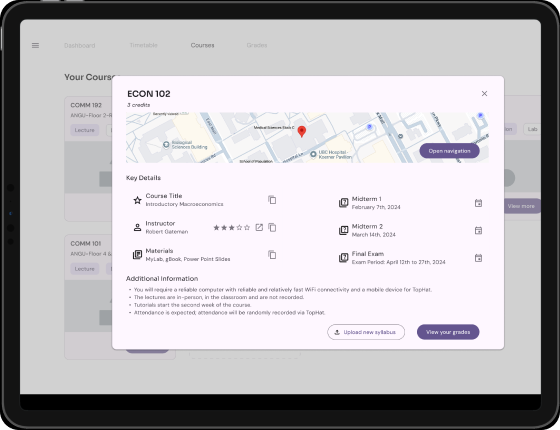 Dashboard
Timetable
Courses
Grades
Your Cours
COMM 192
ANGU-Floor 2-R
Lecture
Lab
View more
COMM 101
ANGU-Floor 4 &
Lecture
ECON 102
3 credits
Medical Sciences Block C
Biological
Sciences Building
UBC Hospital -
Koerner Pavilion
School of Population
Open navigation
Key Details
Course Title
Introductory Macroeconomics
Instructor
Robert Gateman
Materials
MyLab, gBook, Power Point Slides
Midterm 1
February 7th, 2024
Midterm 2
March 14th, 2024
Final Exam
Exam Period: April 12th to 27th, 2024
Additional Information
• You will require a reliable computer with reliable and relatively fast WiFi connectivity and a mobile device for TopHat.
• The lectures are in-person, in the classroom and are not recorded.
• Tutorials start the second week of the course.
• Attendance is expected; attendance will be randomly recorded via TopHat.
Upload new syllabus
View your grades